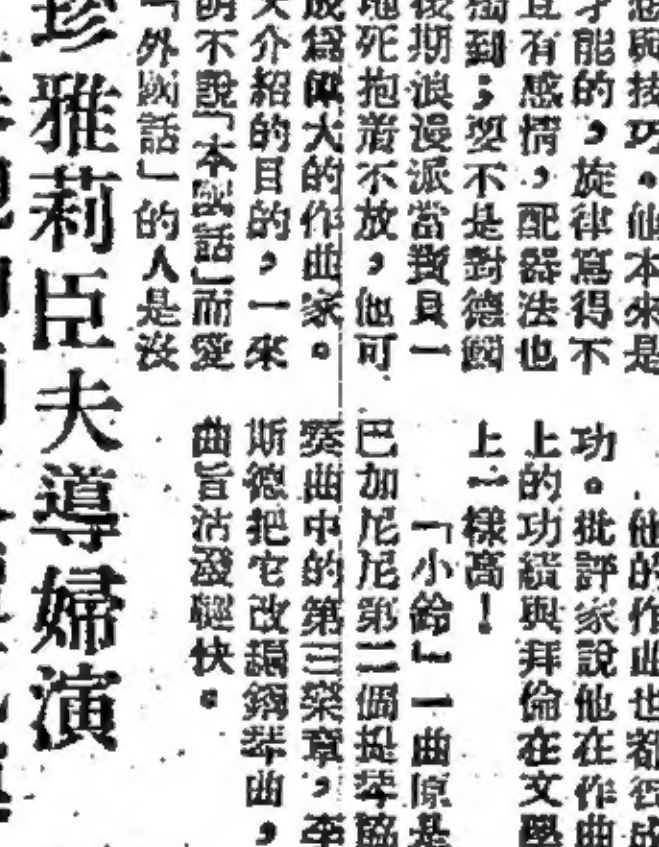 與技巧。他本來是
才能的，旋律寫得不
且有感情，配器法也
到；要不是對德國
後期浪漫派當寶貝一
地死抱着不放，他可
成爲偉大的作曲家。
大介紹的目的，一來
明不說「本國話」而愛
「外國話」的人是沒
他的作曲也都很成
功。批評家說他在作曲
上的功績與拜倫在文學
上一樣高！
「小鈴」一曲原是
巴加尼尼第二個提琴協
奏曲中的第三樂章，李
斯德把它改編鋼琴曲，
曲旨沽潑輕快。
珍雅莉臣夫導婦演